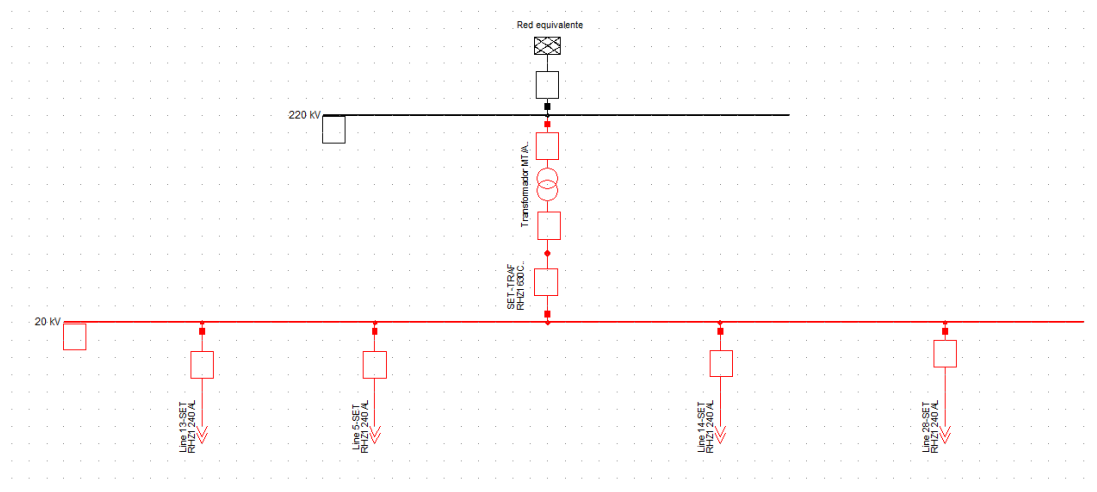 Red equivalente
220 kV
Transformador MT/A..
SET-TRAF
RHZ1 630 C..
20 kV
Line 13-SET
RHZ1 240 AL
Line 5-SET
RHZ1 240 AL
Line 14-SET
RHZ1 240 AL
Line 28-SET
RHZ1 240 AL